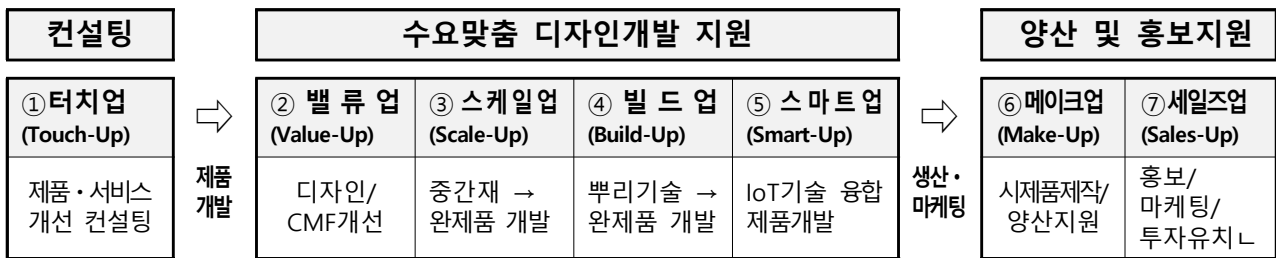 컨설팅
수요맞춤 디자인개발 지원
양산 및 홍보지원
①터치업
(Touch-Up)
제품・서비스
개선 컨설팅
제품
개발
② 밸 류 업
(Value-Up)
디자인/
CMF개선
③ 스케일업
(Scale-Up)
중간재 →
완제품 개발
④ 빌 드 업
(Build-Up)
뿌리기술 →
완제품 개발
⑤ 스마트업
(Smart-Up)
IoT기술 융합
제품개발
생산・
마케팅
⑥메이크업
(Make-Up)
시제품제작/
양산지원
⑦세일즈업
(Sales-Up)
홍보/
마케팅/
투자유치ㄴ